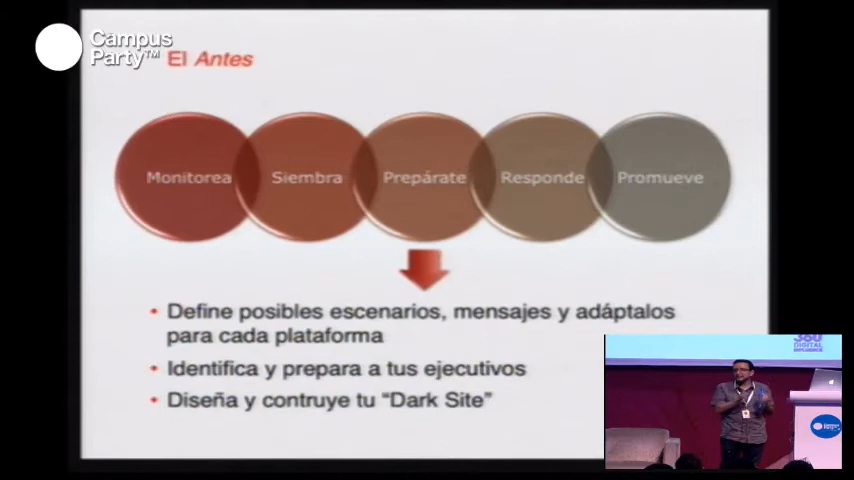 Campus
Party™
El Antes
Monitorea
Siembra
Prepárate
Responde
Promueve
• Define posibles escenarios, mensajes y adáptalos
para cada plataforma
• Identifica y prepara a tus ejecutivos
• Diseña y contruye tu “Dark Site”
360
DIGITAL
INFLUENCE